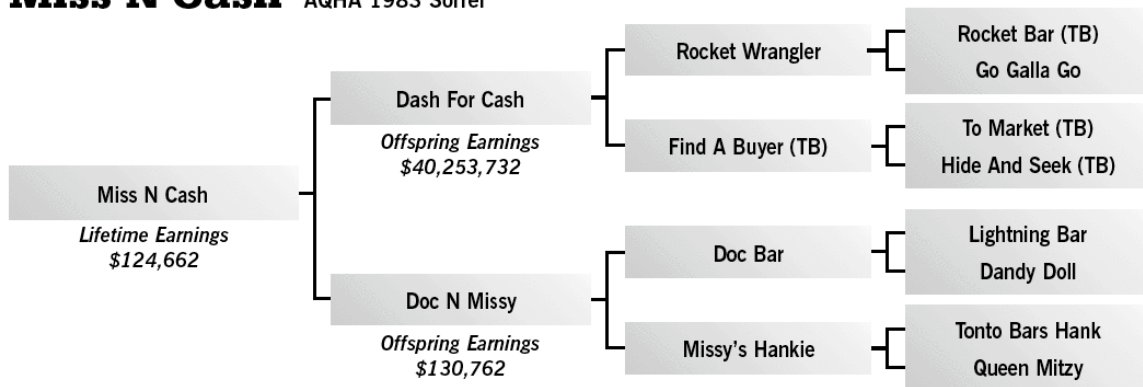 Miss N Cash AQHA 1983 Sorrel
Rocket Wrangler
Rocket Bar (TB)
Go Galla Go
Dash For Cash
Offspring Earnings
$40,253,732
Find A Buyer (TB)
To Market (TB)
Hide And Seek (TB)
Miss N Cash
Lifetime Earnings
$124,662
Doc Bar
Lightning Bar
Dandy Doll
Doc N Missy
Offspring Earnings
$130,762
Missy's Hankie
Tonto Bars Hank
Queen Mitzy